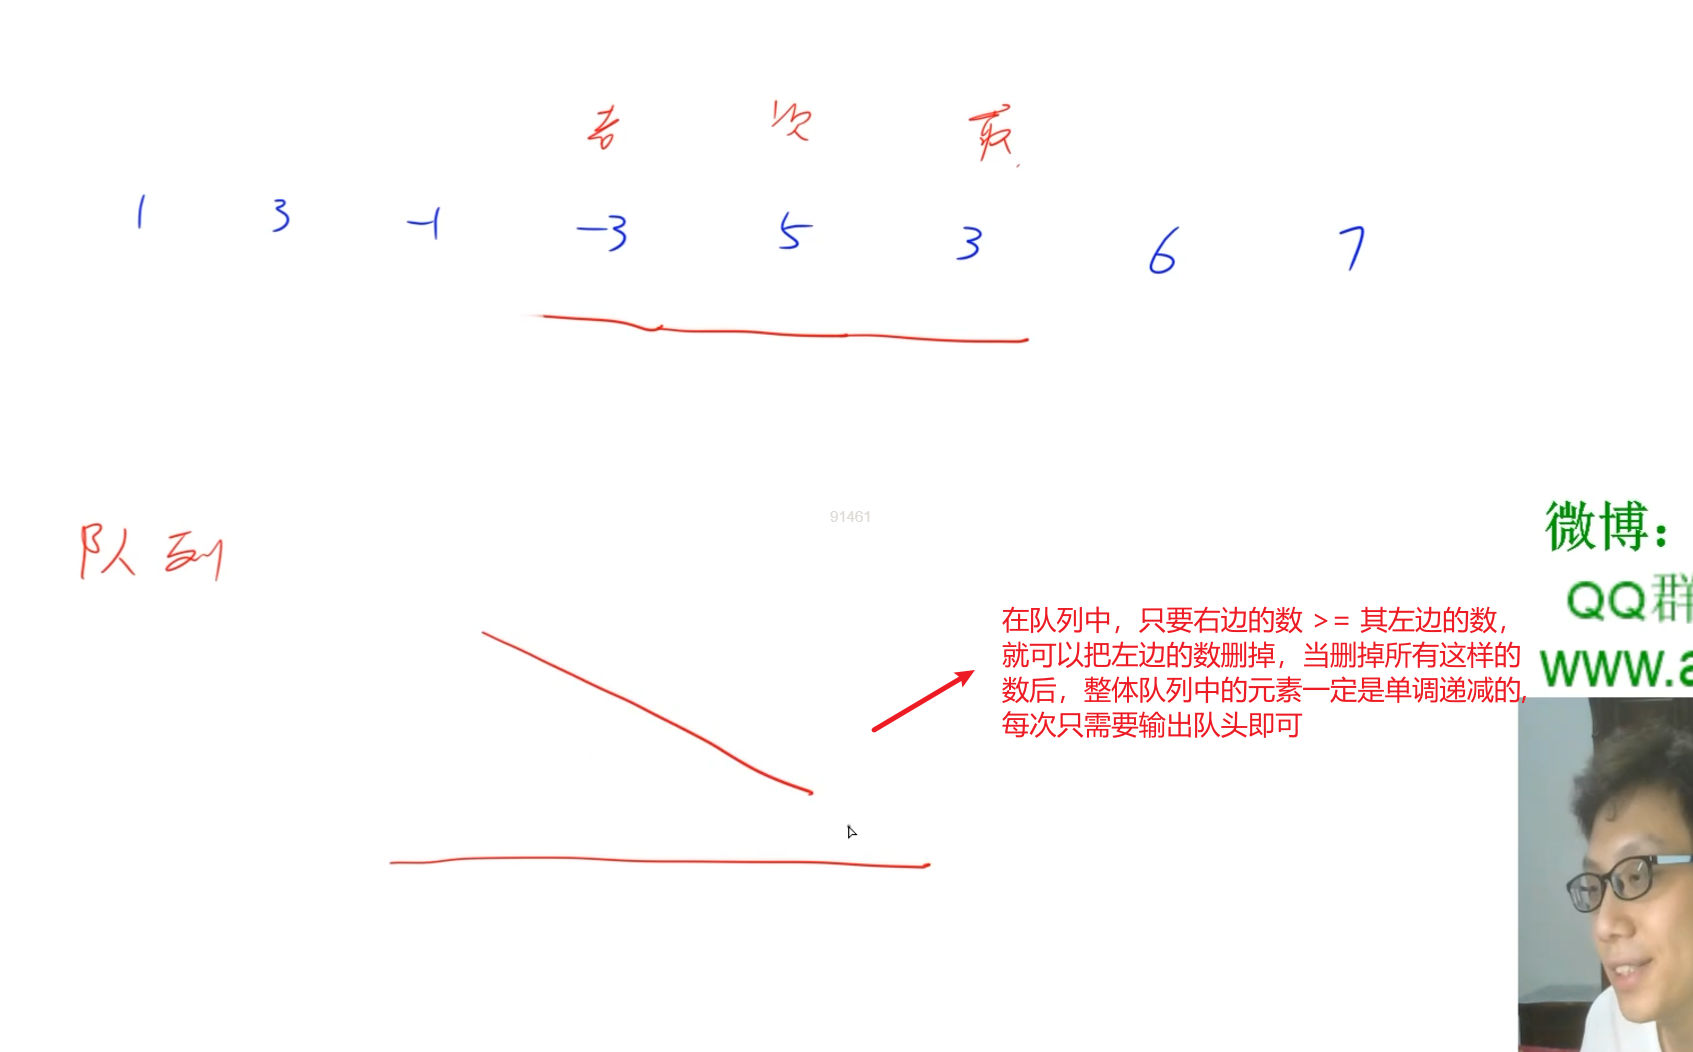 次
1 3 -1 -3 5 3 6 7
91461
队列
微博：
QQ群
www.a
在队列中，只要右边的数 >= 其左边的数，
就可以把左边的数删掉，当删掉所有这样的
数后，整体队列中的元素一定是单调递减的，
每次只需要输出队头即可